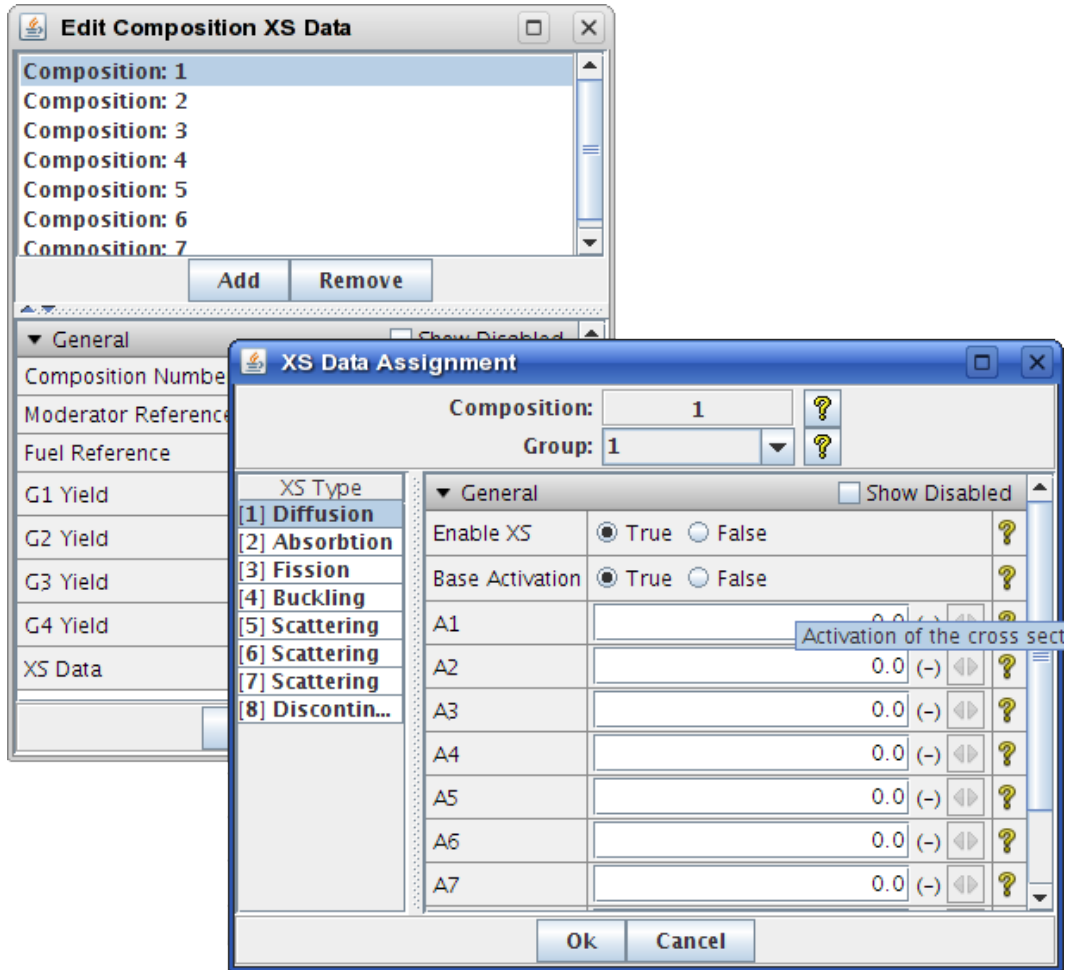 Edit Composition XS Data
Composition: 1
Composition: 2
Composition: 3
Composition: 4
Composition: 5
Composition: 6
Composition: 7
Add Remove
General Show Disabled
Composition Numbe
Moderator Reference
Fuel Reference
G1 Yield
G2 Yield
G3 Yield
G4 Yield
XS Data
XS Data Assignment
Composition: 1
Group: 1
XS Type
[1] Diffusion
[2] Absorbtion
[3] Fission
[4] Buckling
[5] Scattering
[6] Scattering
[7] Scattering
[8] Discontin...
General Show Disabled
Enable XS True False
Base Activation True False
A1 0.0
Activation of the cross sect
A2 0.0 (-)
A3 0.0 (-)
A4 0.0 (-)
A5 0.0 (-)
A6 0.0 (-)
A7 0.0 (-)
Ok Cancel